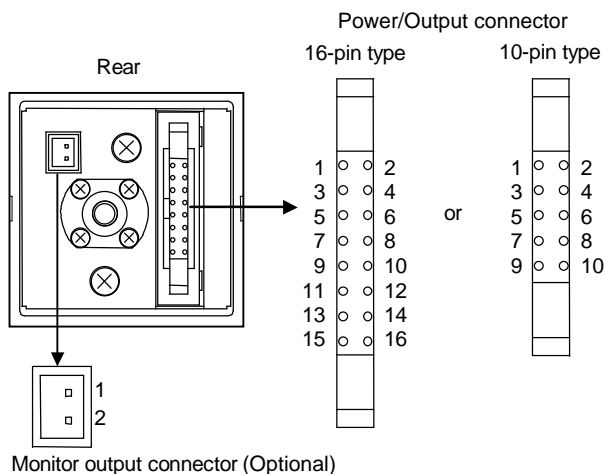 Power/Output connector
16-pin type
10-pin type
Rear
1 2
3 4
5 6
7 8
9 10
11 12
13 14
15 16
or
1 2
3 4
5 6
7 8
9 10
1
2
Monitor output connector (Optional)